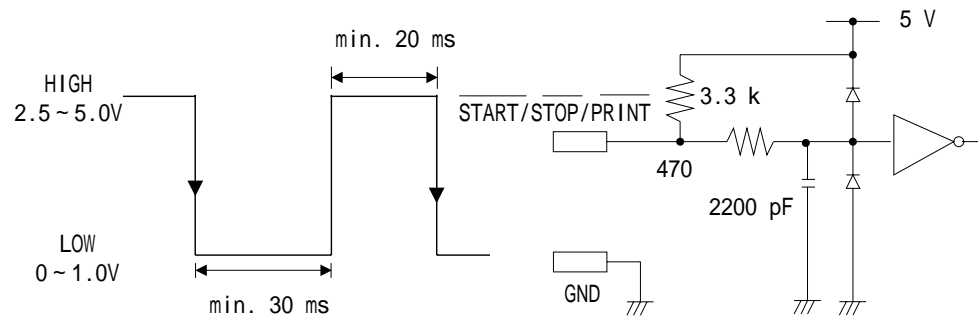 min. 20 ms
HIGH
2.5~5.0V
LOW
0~1.0V
min. 30 ms
START/STOP/PRINT
5 V
3.3 k
470
2200 pF
GND